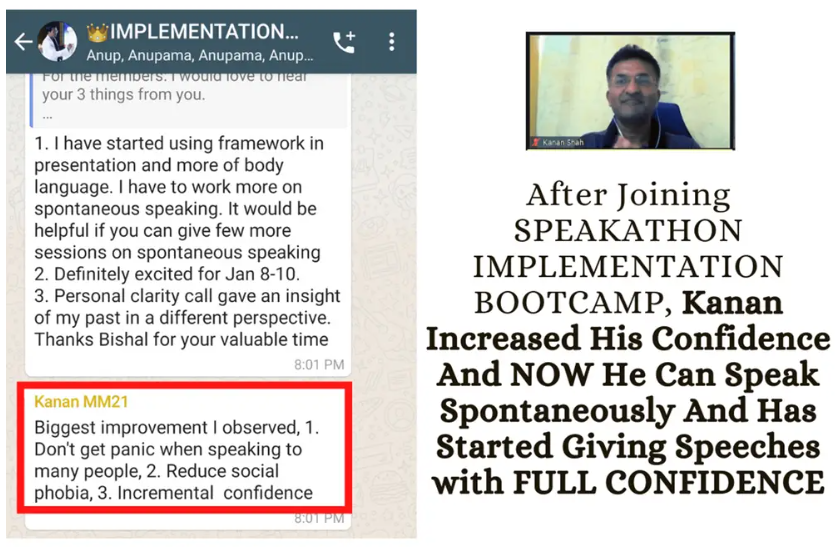 👑IMPLEMENTATION...
Anup, Anupama, Anupama, Anup...
For the members. I would love to hear
your 3 things from you.
...
1. I have started using framework in
presentation and more of body
language. I have to work more on
spontaneous speaking. It would be
helpful if you can give few more
sessions on spontaneous speaking
2. Definitely excited for Jan 8-10.
3. Personal clarity call gave an insight
of my past in a different perspective.
Thanks Bishal for your valuable time
8:01 PM
Kanan MM21
Biggest improvement I observed, 1.
Don't get panic when speaking to
many people, 2. Reduce social
phobia, 3. Incremental confidence
8:01 PM
Kanan Shah
After Joining
SPEAKATHON
IMPLEMENTATION
BOOTCAMP, Kanan
Increased His Confidence
And NOW He Can Speak
Spontaneously And Has
Started Giving Speeches
with FULL CONFIDENCE